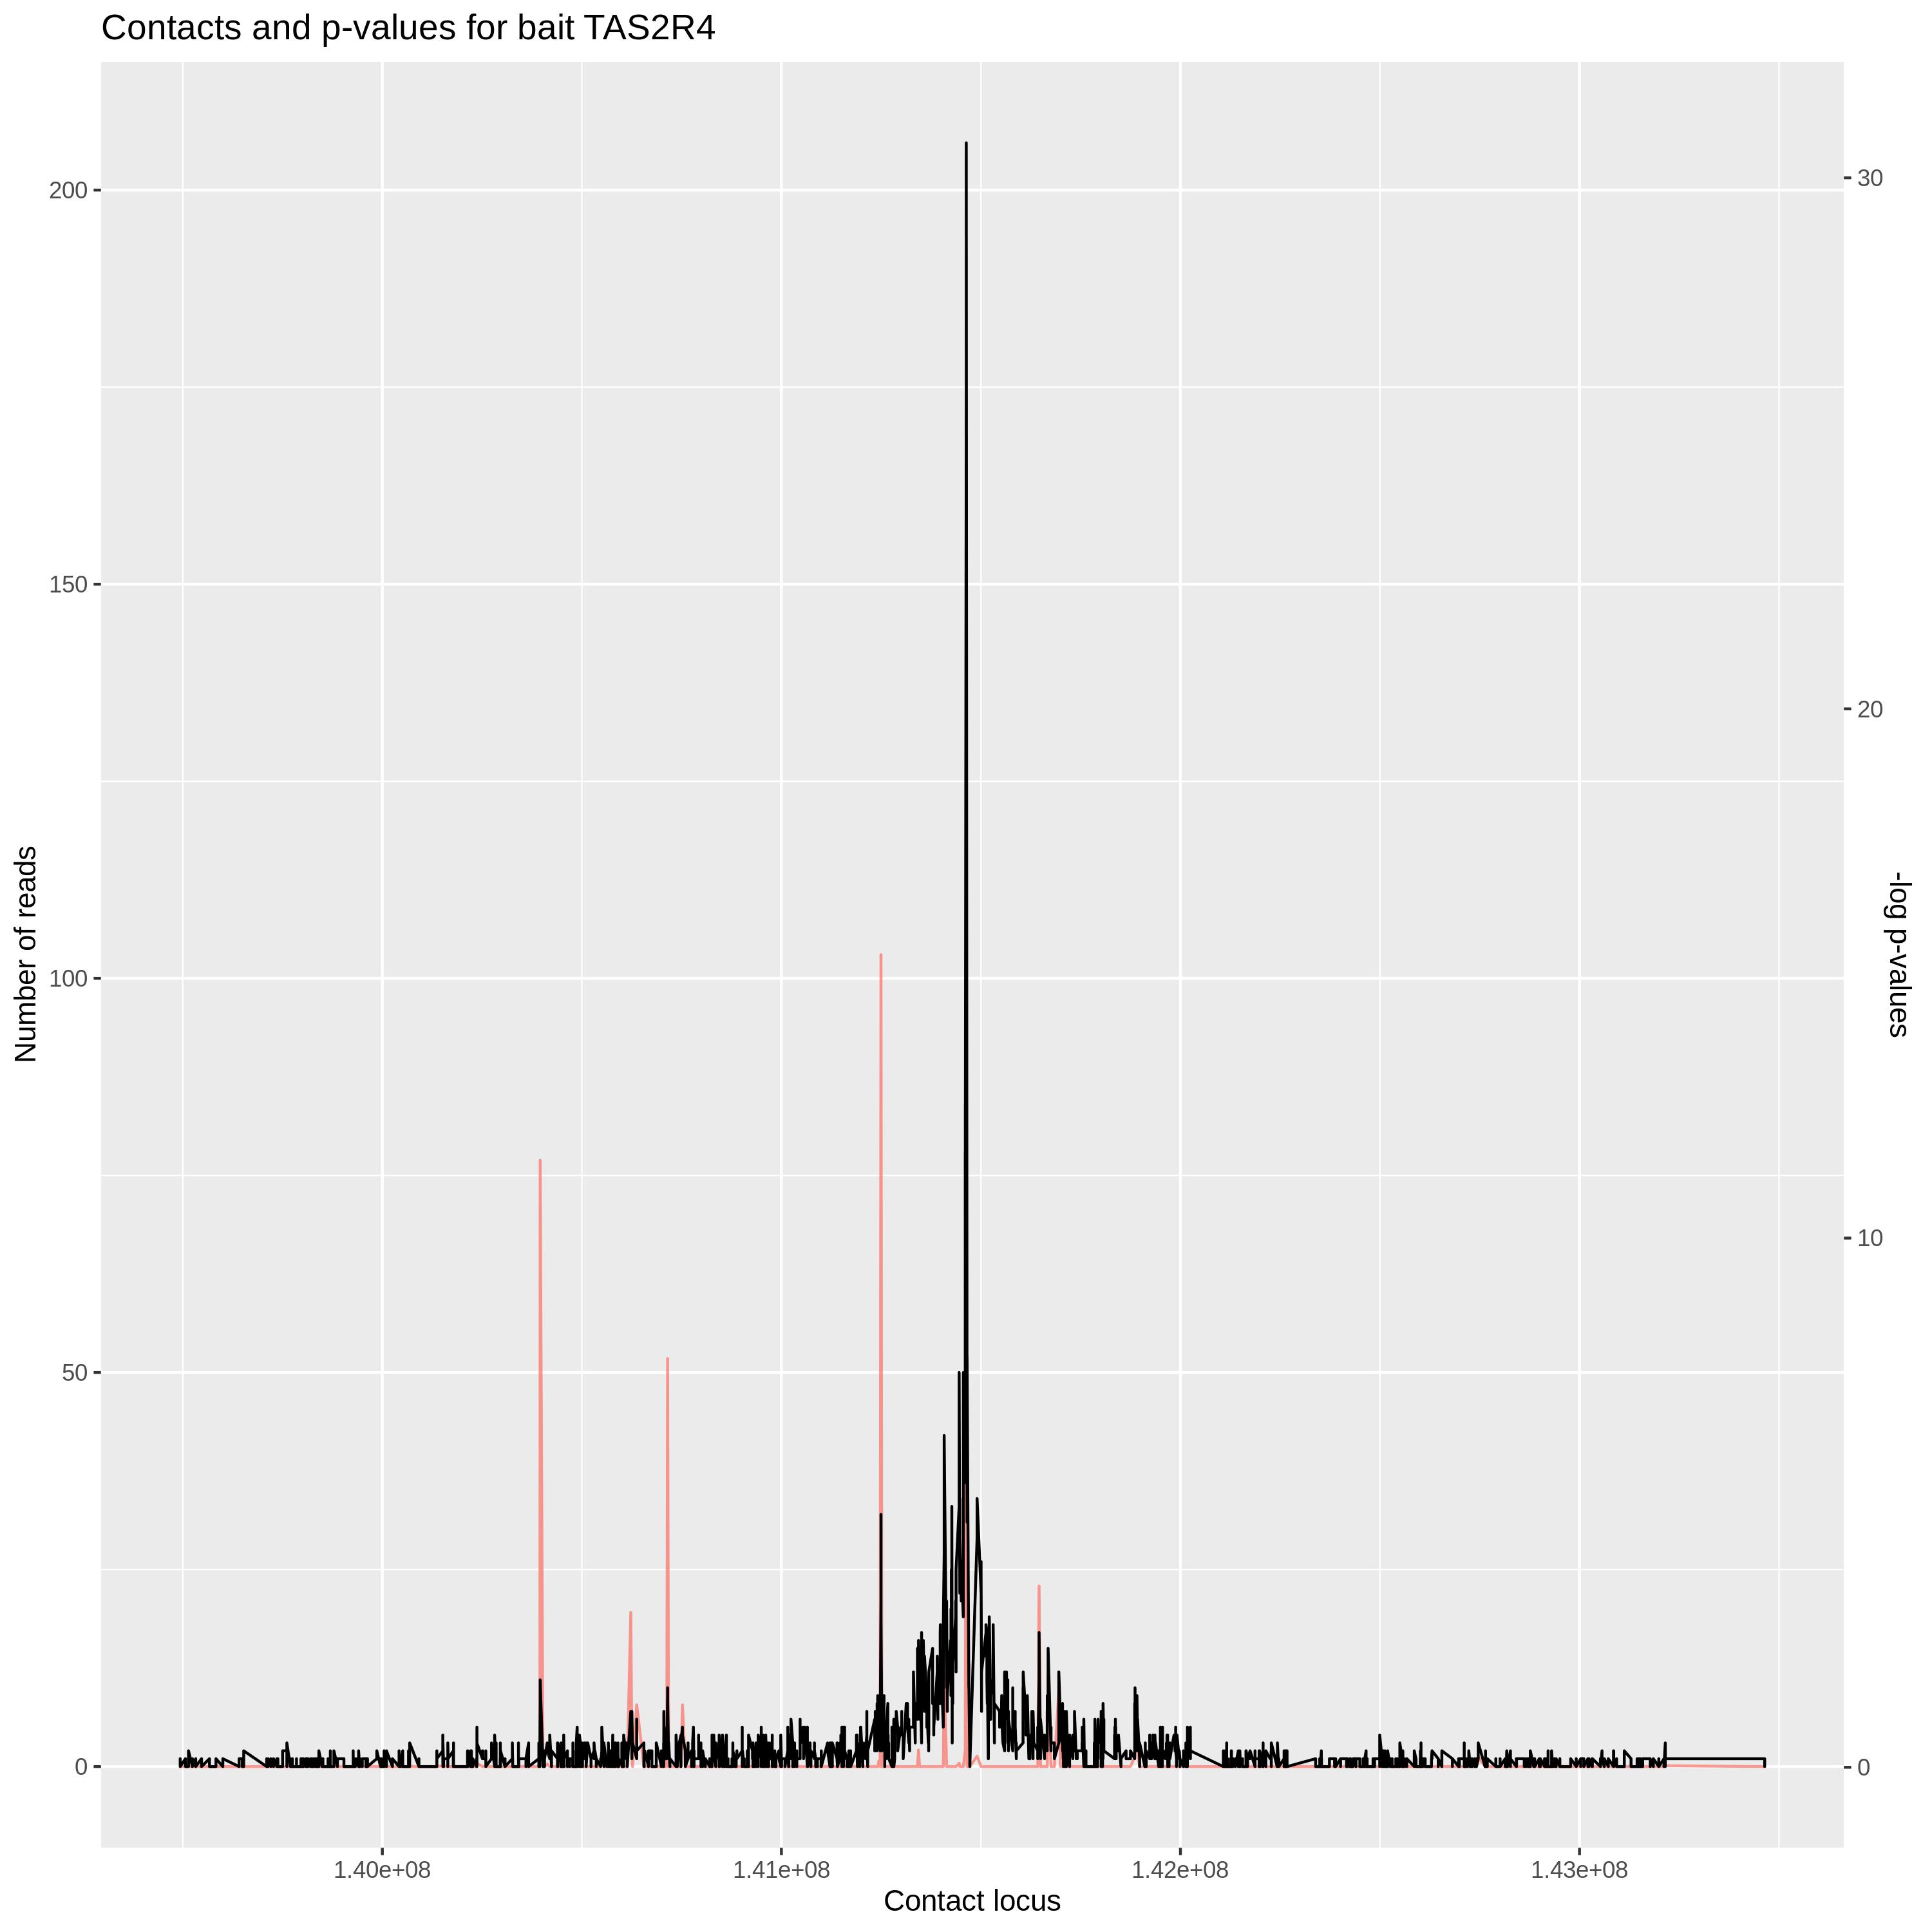 Contacts and p-values for bait TAS2R4
200
150
100
50
0
30
20
10
0
Number of reads
-log p-values
1.40e+08
1.41e+08
1.42e+08
1.43e+08
Contact locus